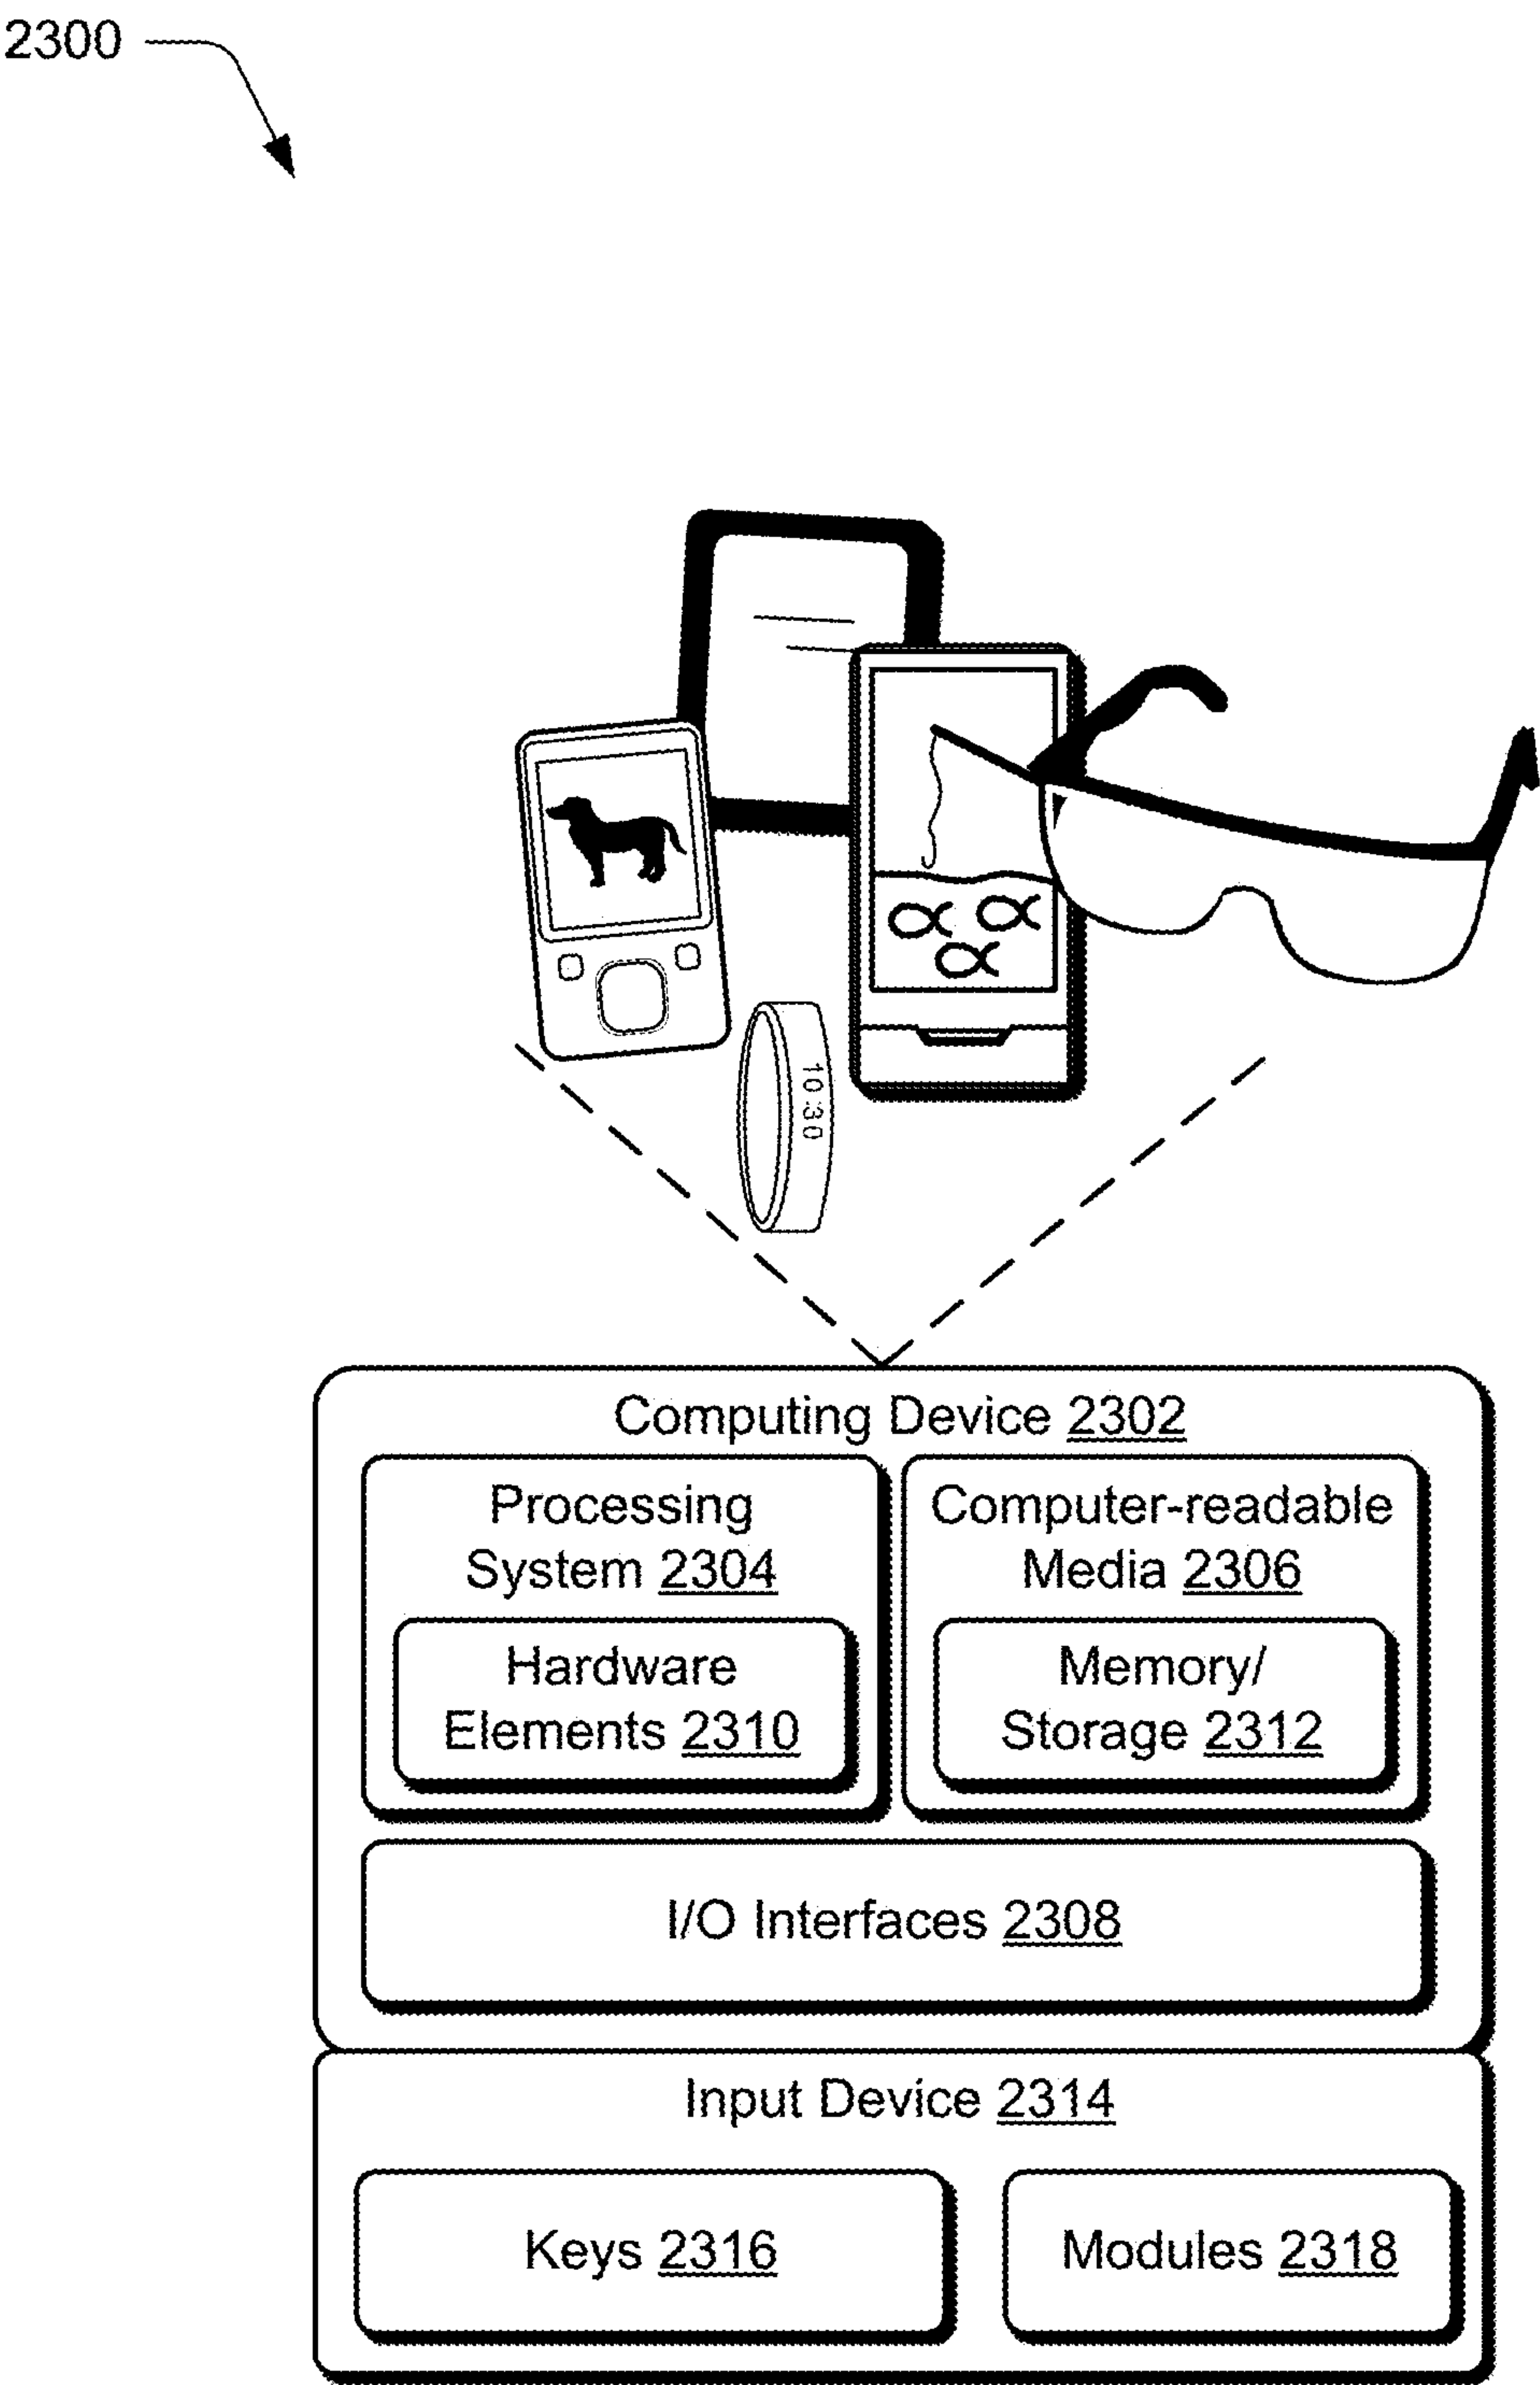 2300
10:30
Computing Device 2302
Processing
System 2304
Computer-readable
Media 2306
Hardware
Elements 2310
Memory/
Storage 2312
I/O Interfaces 2308
Input Device 2314
Keys 2316
Modules 2318